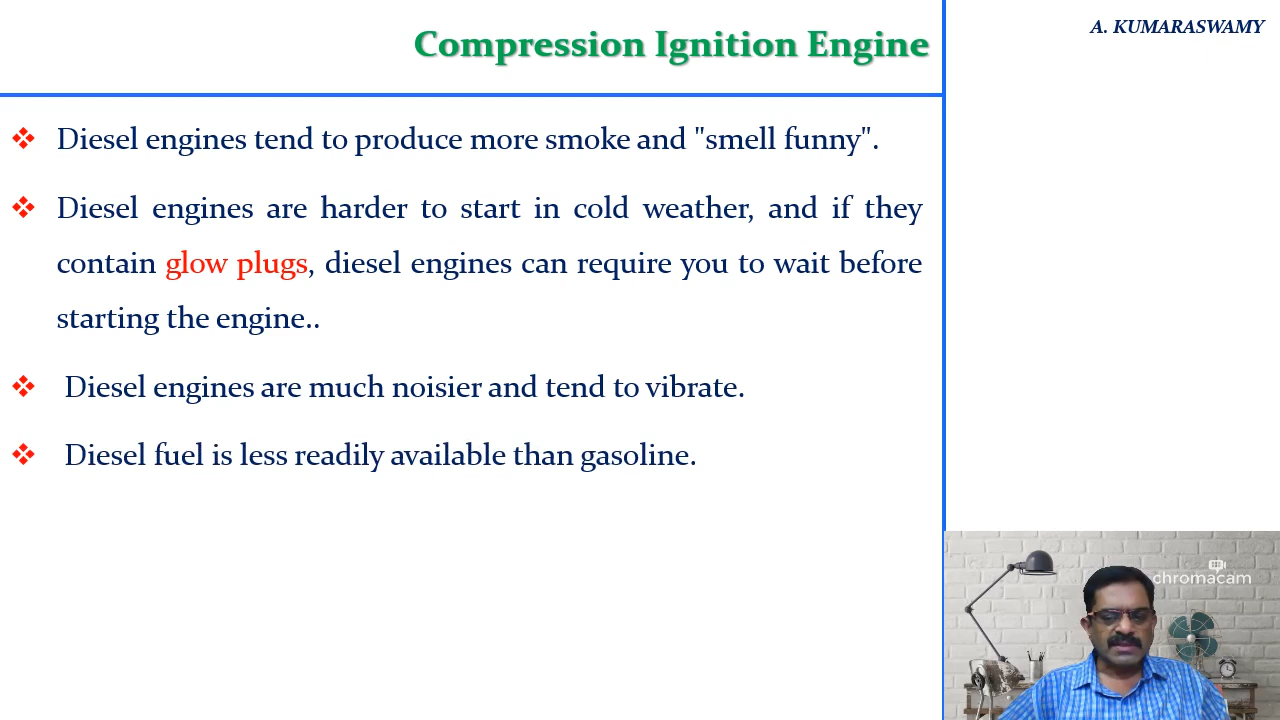 Compression Ignition Engine
A. KUMARASWAMY
Diesel engines tend to produce more smoke and "smell funny".
Diesel engines are harder to start in cold weather, and if they
contain glow plugs, diesel engines can require you to wait before
starting the engine..
Diesel engines are much noisier and tend to vibrate.
Diesel fuel is less readily available than gasoline.
chromacam